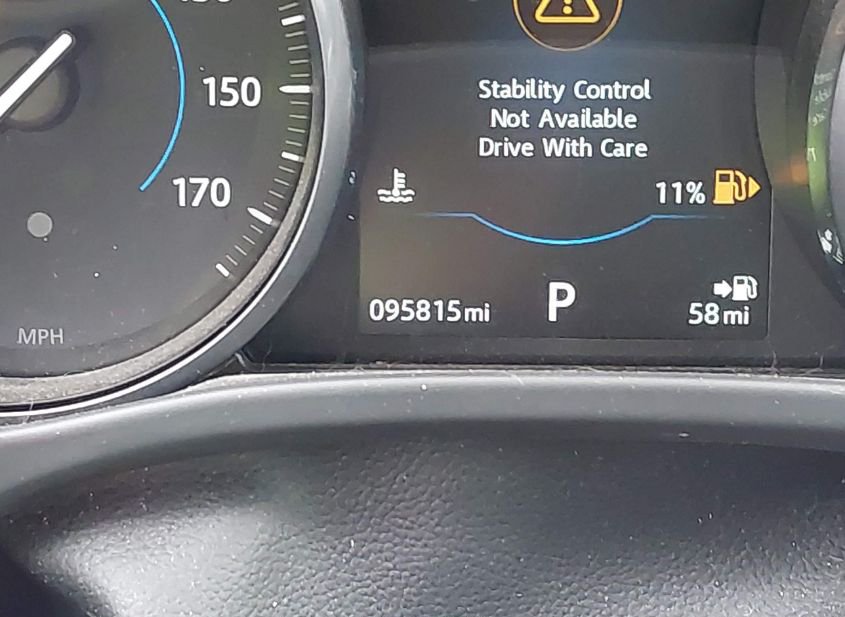 150
170
MPH
Stability Control
Not Available
Drive With Care
11%
095815mi
P
58mi